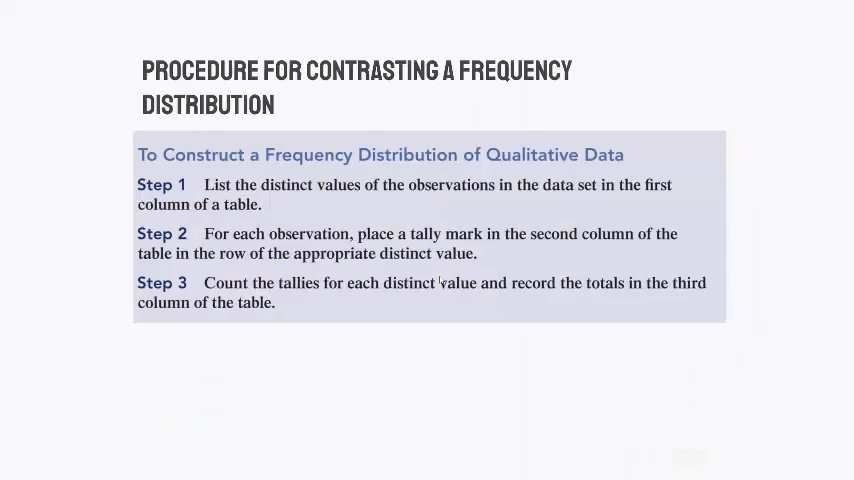 PROCEDURE FOR CONTRASTING A FREQUENCY
DISTRIBUTION
To Construct a Frequency Distribution of Qualitative Data
Step 1 List the distinct values of the observations in the data set in the first
column of a table.
Step 2 For each observation, place a tally mark in the second column of the
table in the row of the appropriate distinct value.
Step 3 Count the tallies for each distinct value and record the totals in the third
column of the table.